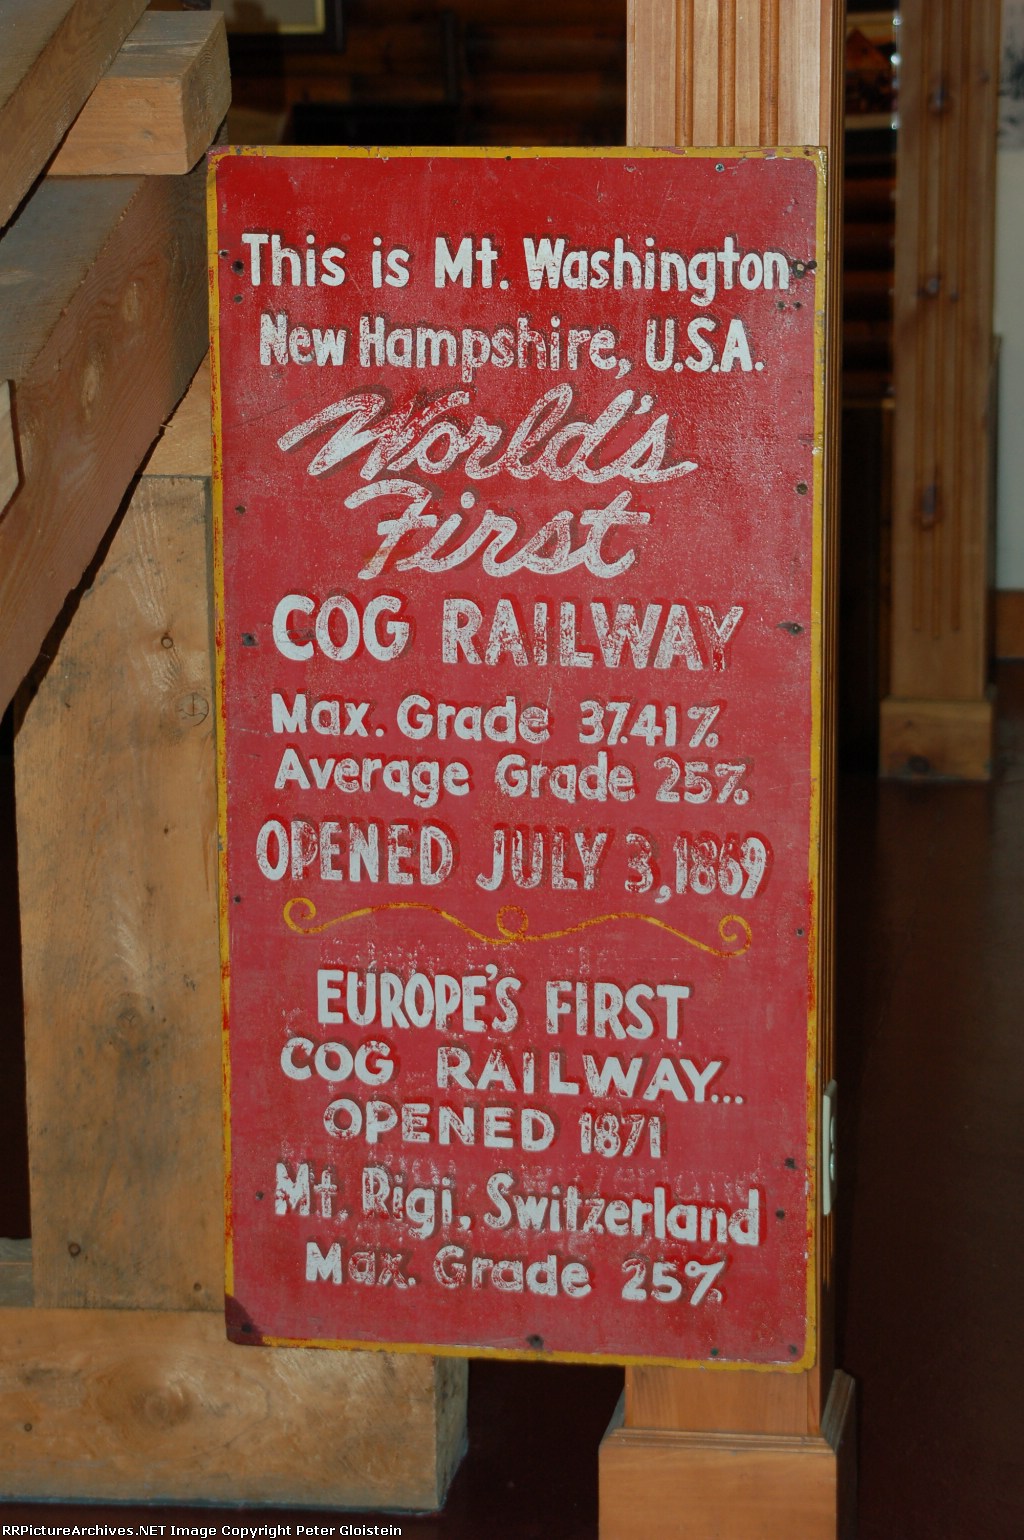 This is Mt. Washington
New Hampshire, U.S.A.
World's
First
COG RAILWAY
Max. Grade 37.41%
Average Grade 25%
OPENED JULY 3, 1869
EUROPE'S FIRST
COG RAILWAY...
OPENED 1871
Mt. Rigi, Switzerland
Max. Grade 25%
RRPictureArchives.NET Image Copyright Peter Gloistein